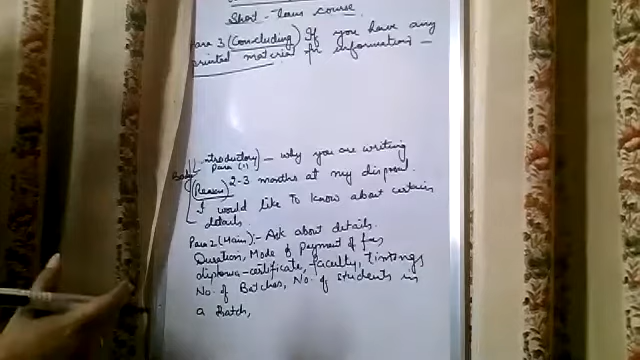 Short-term course
Para 3 (Concluding) If you have any
printed material for information –
Introductory – why you are writing
Para (1)
Body
(Reason) 2-3 months at my disposal.
I would like to know about certain
details
Para 2 (Main):- Ask about details.
Duration, Mode of Payment of fees
diploma-certificate, faculty, Timings
No. of Batches, No. of students in
a Batch,